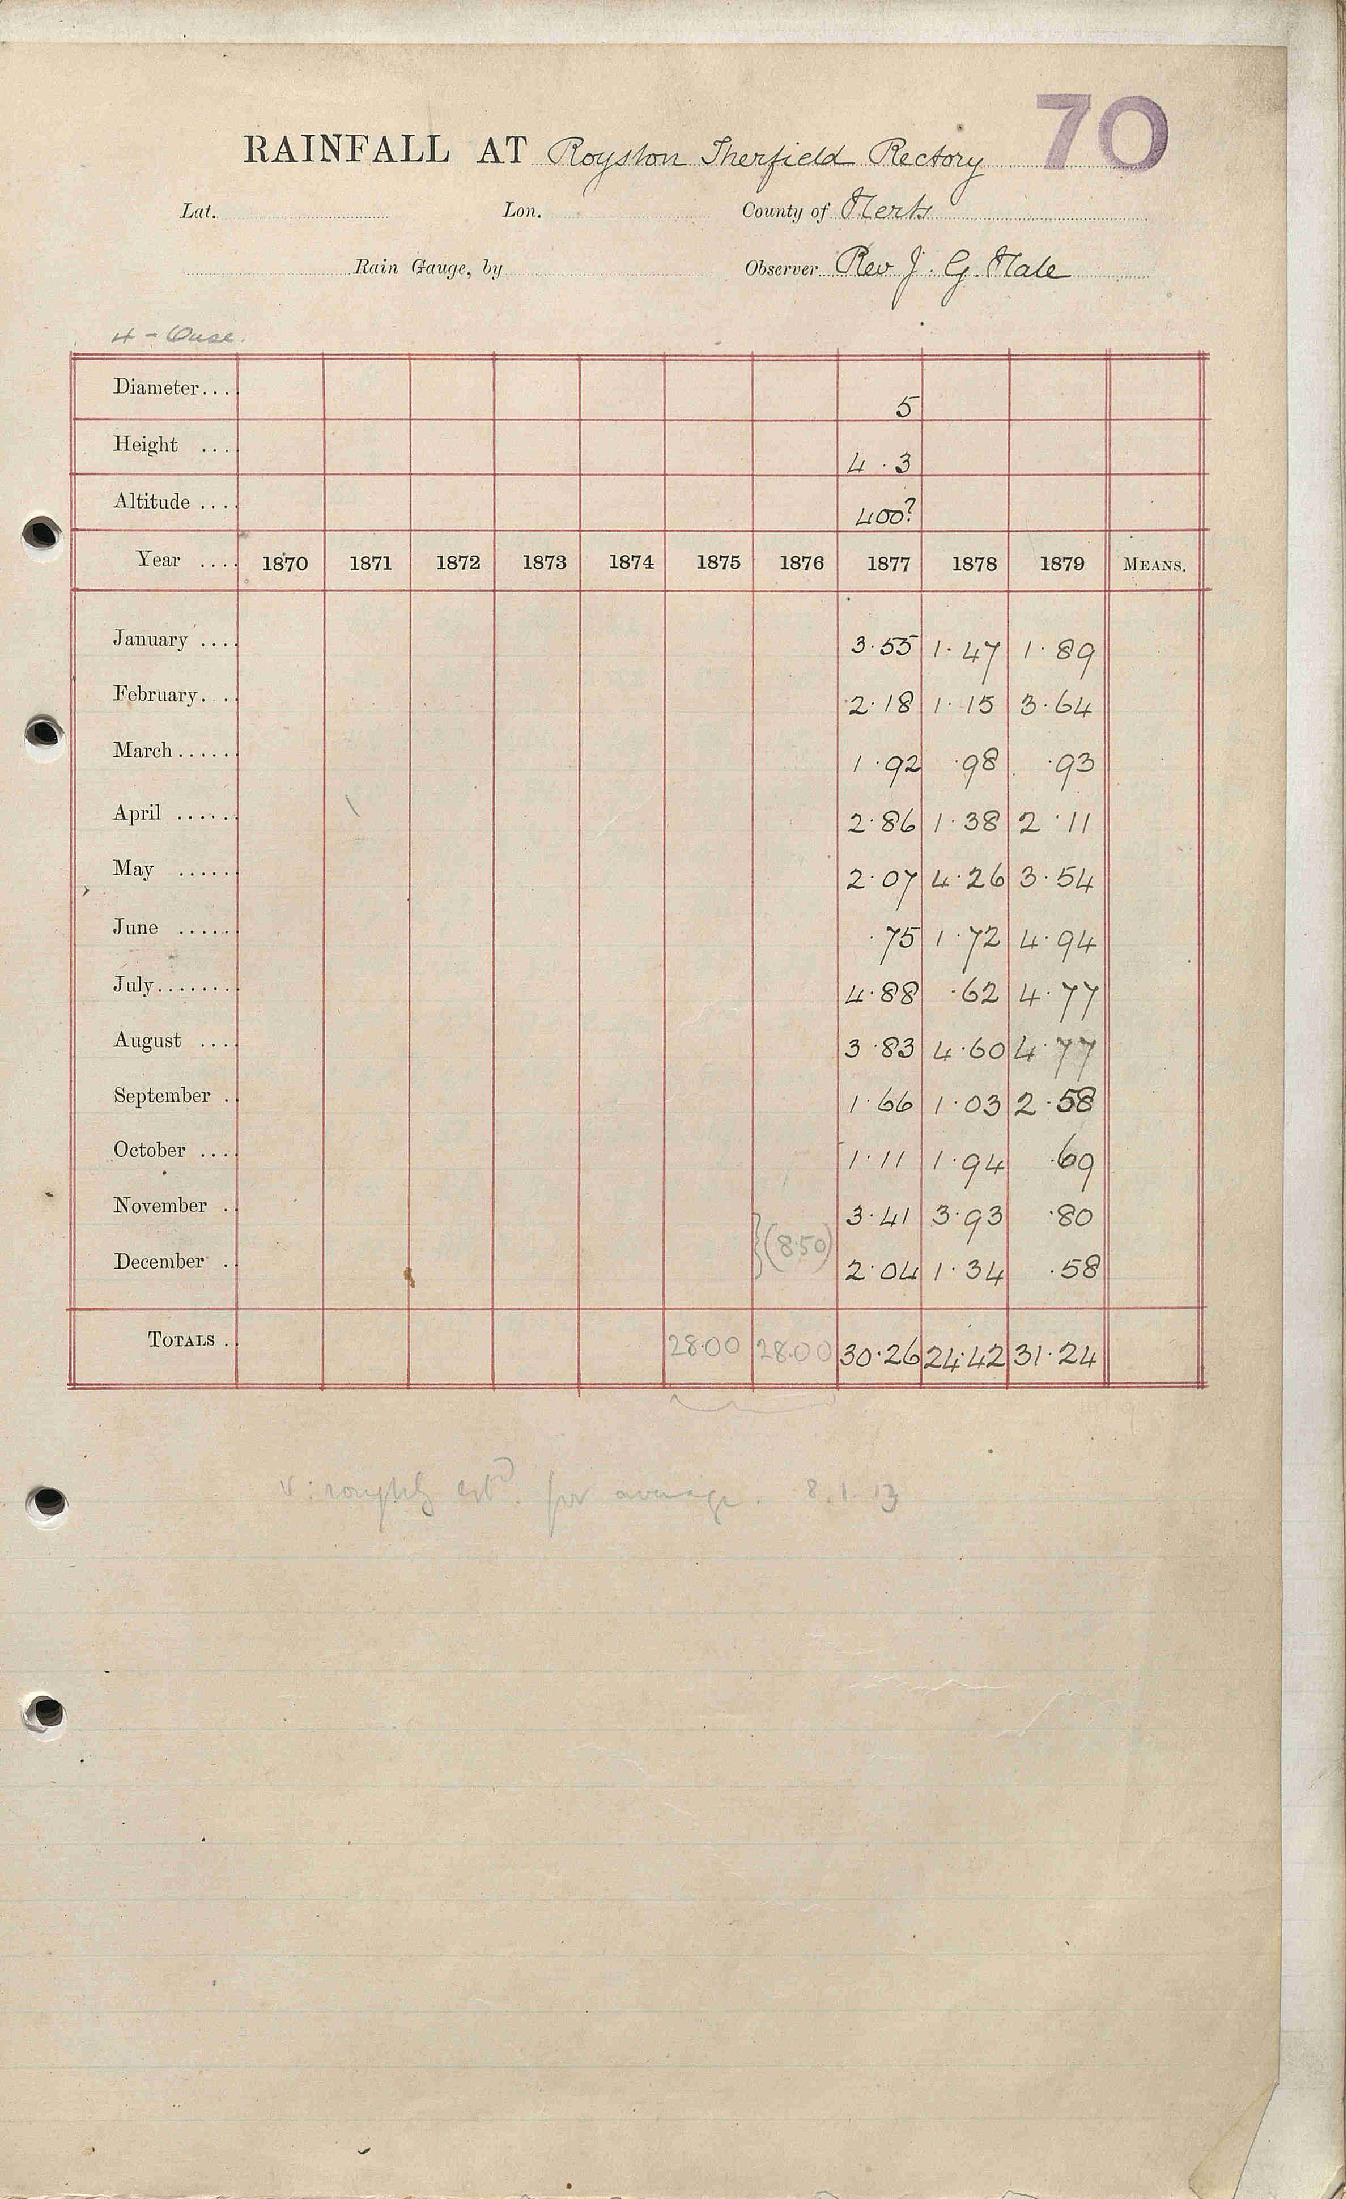 70
RAINFALL AT Royston Therfield Rectory
Lat. Lon. County of Herts
Rain Gauge, by Observer Rev J. G. Hale
4 - Ouse.
Diameter.... 5
Height .... 4.3
Altitude .... 400?
Year .... 1870 1871 1872 1873 1874 1875 1876 1877 1878 1879 MEANS.
January .... 3.55 1.47 1.89
February. .. 2.18 1.15 3.64
March...... 1.92 .98 .93
April ...... 2.86 1.38 2.11
May ...... 2.07 4.26 3.54
June ...... .75 1.72 4.94
July........ 4.88 .62 4.77
August .... 3.83 4.60 4.77
September .. 1.66 1.03 2.58
October .... 1.11 1.94 .69
November .. 3.41 3.93 .80
(8.50)
December .. 2.04 1.34 .58
TOTALS .. 28.00 28.00 30.26 24.42 31.24
roughly estd. for average. 8.1.13